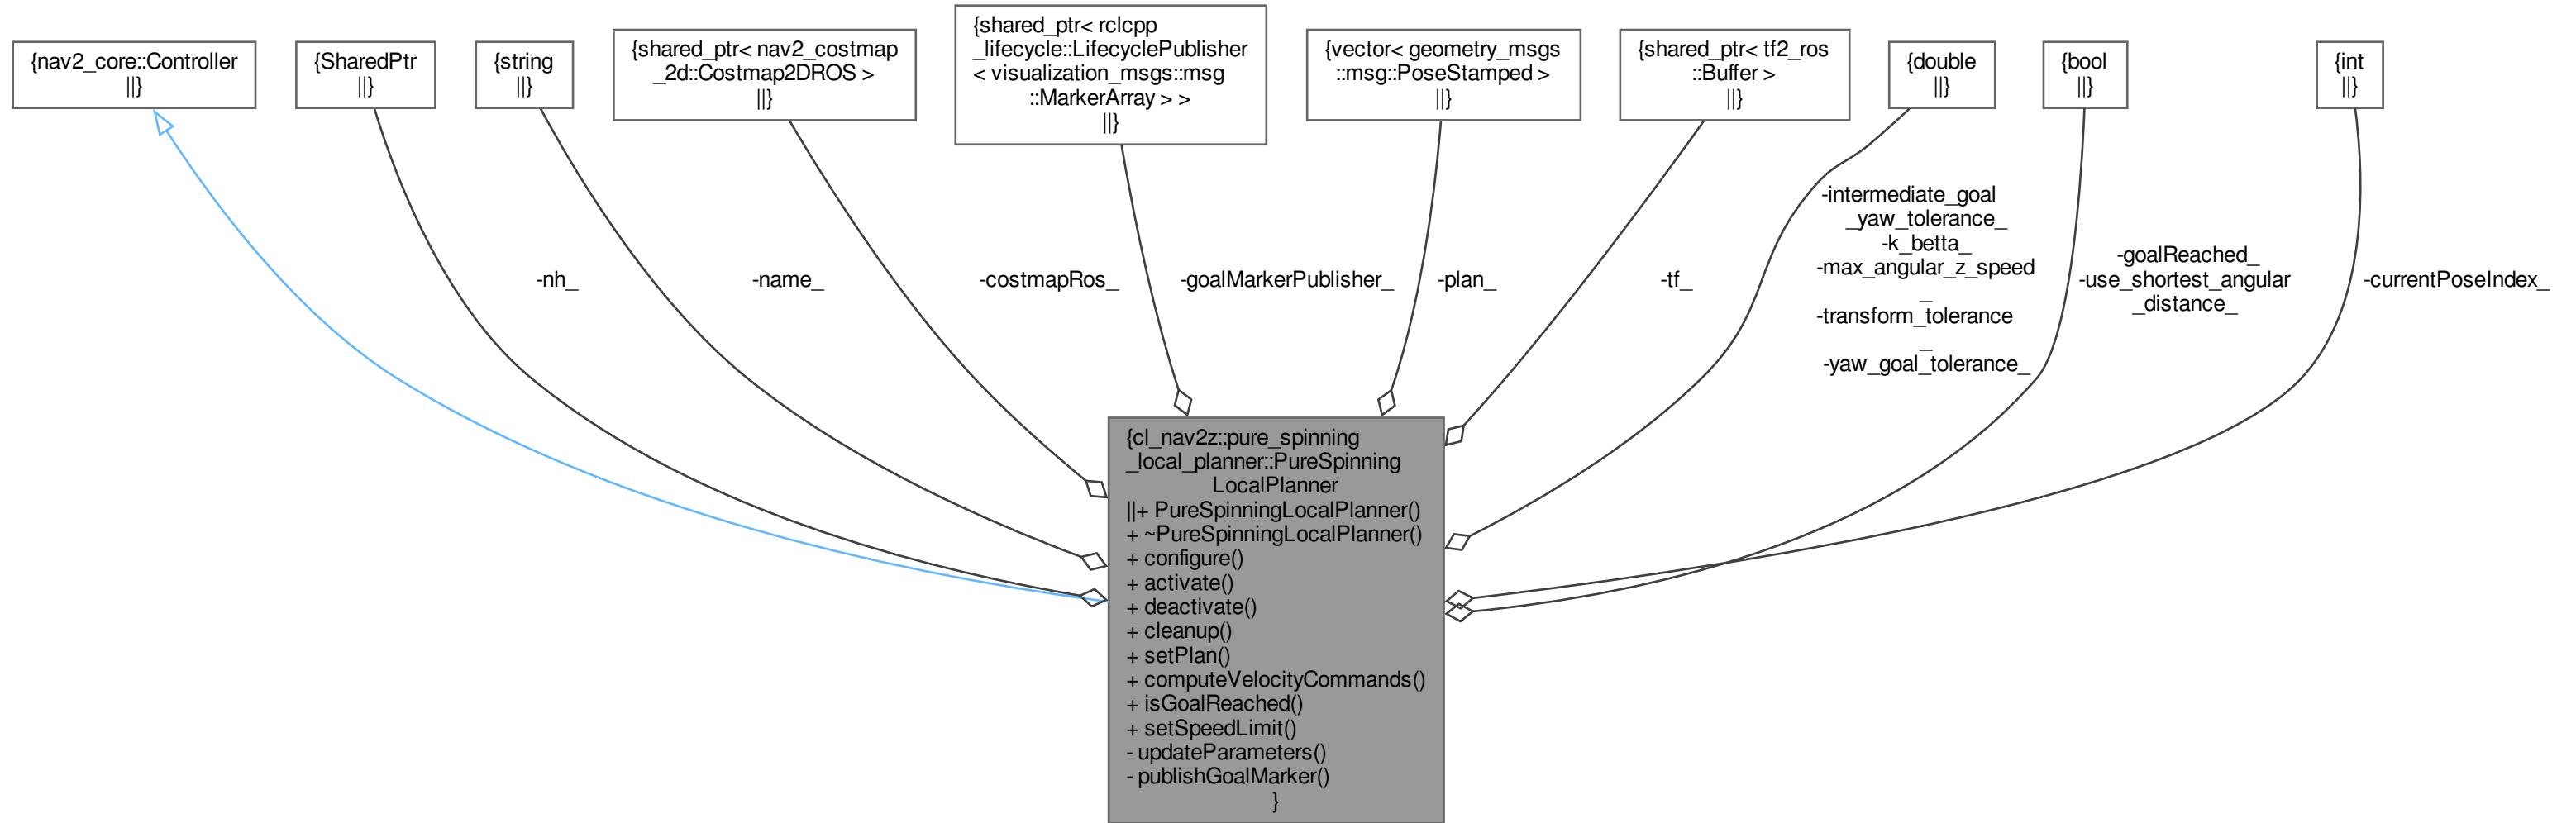 {nav2_core::Controller
||}
{SharedPtr
||}
{string
||}
{shared_ptr< nav2_costmap
_2d::Costmap2DROS >
||}
{shared_ptr< rclcpp
_lifecycle::LifecyclePublisher
< visualization_msgs::msg
::MarkerArray > >
||}
{vector< geometry_msgs
::msg::PoseStamped >
||}
{shared_ptr< tf2_ros
::Buffer >
||}
{double
||}
{bool
||}
{int
||}
-nh_
-name_
-costmapRos_
-goalMarkerPublisher_
-plan_
-tf_
-intermediate_goal
_yaw_tolerance_
-k_betta_
-max_angular_z_speed
_
-transform_tolerance
_
-yaw_goal_tolerance_
-goalReached_
-use_shortest_angular
_distance_
-currentPoseIndex_
{cl_nav2z::pure_spinning
_local_planner::PureSpinning
LocalPlanner
||+ PureSpinningLocalPlanner()
+ ~PureSpinningLocalPlanner()
+ configure()
+ activate()
+ deactivate()
+ cleanup()
+ setPlan()
+ computeVelocityCommands()
+ isGoalReached()
+ setSpeedLimit()
- updateParameters()
- publishGoalMarker()
}